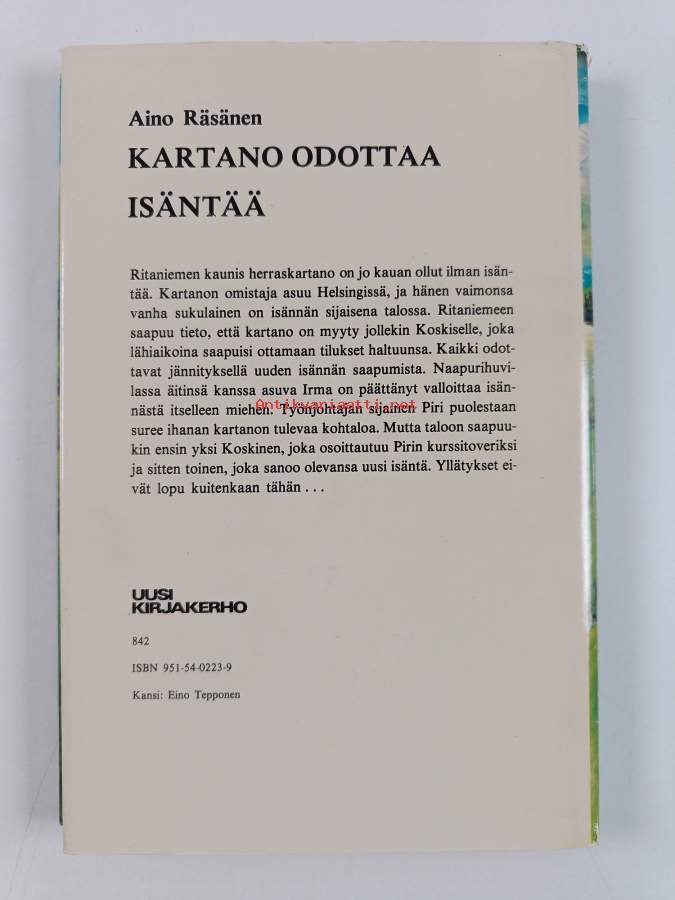 Aino Räsänen
KARTANO ODOTTAA
ISÄNTÄÄ
Ritaniemen kaunis herraskartano on jo kauan ollut ilman isän-
tää. Kartanon omistaja asuu Helsingissä, ja hänen vaimonsa
vanha sukulainen on isännän sijaisena talossa. Ritaniemeen
saapuu tieto, että kartano on myyty jollekin Koskiselle, joka
lähiaikoina saapuisi ottamaan tilukset haltuunsa. Kaikki odot-
tavat jännityksellä uuden isännän saapumista. Naapurihuvi-
lassa äitinsä kanssa asuva Irma on päättänyt valloittaa isän-
nästä itselleen miehen. Työnjohtajan sijainen Piri puolestaan
Antikvariaatti.net
suree ihanan kartanon tulevaa kohtaloa. Mutta taloon saapuu-
kin ensin yksi Koskinen, joka osoittautuu Pirin kurssitoveriksi
ja sitten toinen, joka sanoo olevansa uusi isäntä. Yllätykset ei-
vät lopu kuitenkaan tähän . . .
UUSI
KIRJAKERHO
842
ISBN 951-54-0223-9
Kansi: Eino Tepponen